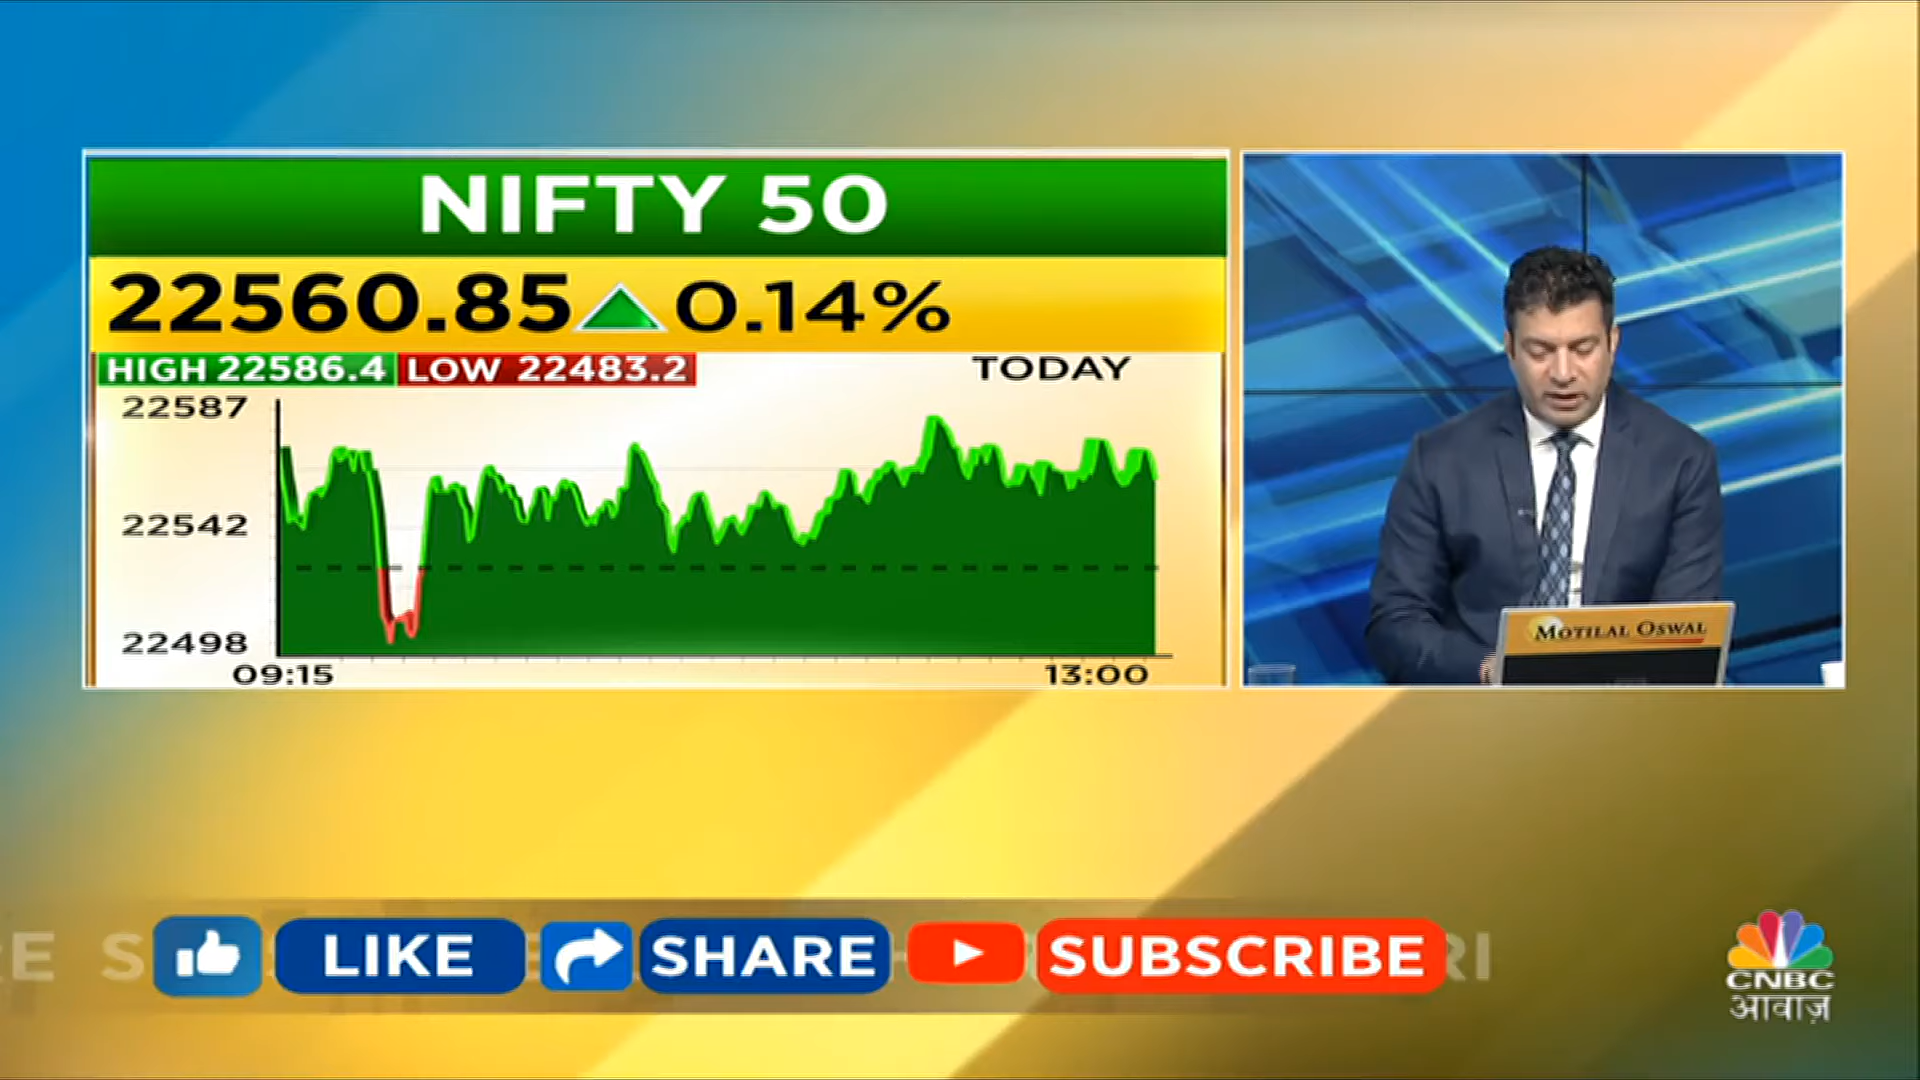 NIFTY 50
22560.85 0.14%
HIGH 22586.4 LOW 22483.2 TODAY
22587
22542
22498
09:15 13:00
MOTILAL OSWAL
LIKE SHARE SUBSCRIBE
CNBC
आवाज़